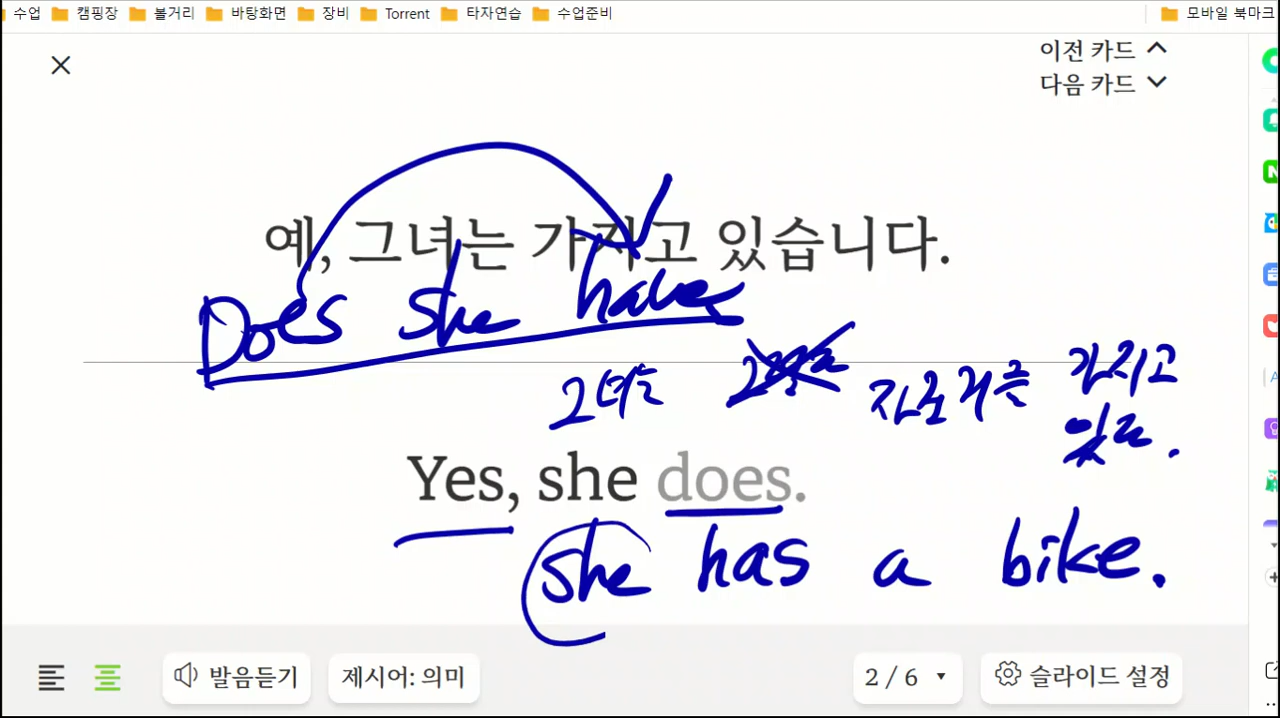 수업 캠핑장 볼거리 바탕화면 장비 Torrent 타자연습 수업준비 모바일 북마크
이전 카드
다음 카드
예, 그녀는 가지고 있습니다.
Does she have
그녀는 자전거를 가지고
있다.
Yes, she does.
she has a bike.
발음듣기 제시어: 의미 2 / 6 슬라이드 설정